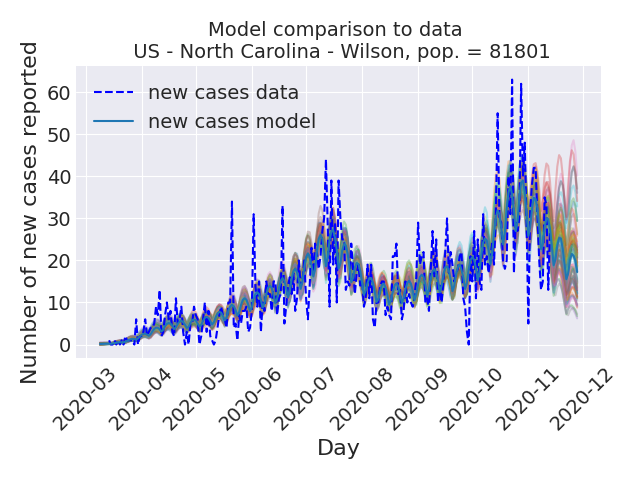 Model comparison to data
US - North Carolina - Wilson, pop. = 81801
Number of new cases reported
60
50
40
30
20
10
0
new cases data
new cases model
2020-03
2020-04
2020-05
2020-06
2020-07
2020-08
2020-09
2020-10
2020-11
2020-12
Day